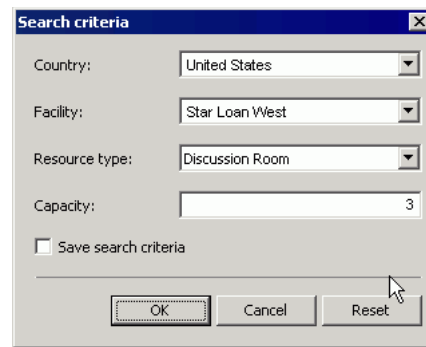 Search criteria
Country: United States
Facility: Star Loan West
Resource type: Discussion Room
Capacity: 3
Save search criteria
OK Cancel Reset